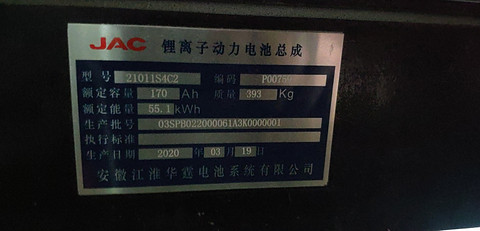 JAC 锂离子动力电池总成
型号 21011S4C2 编码
额定容量 170 Ah 质量 393 Kg
额定能量 55.1 kWh
生产批号 03SPB022000061A3K0000001
执行标准
生产日期 2020 年 03 月 19 日
安徽江淮华霆电池系统有限公司